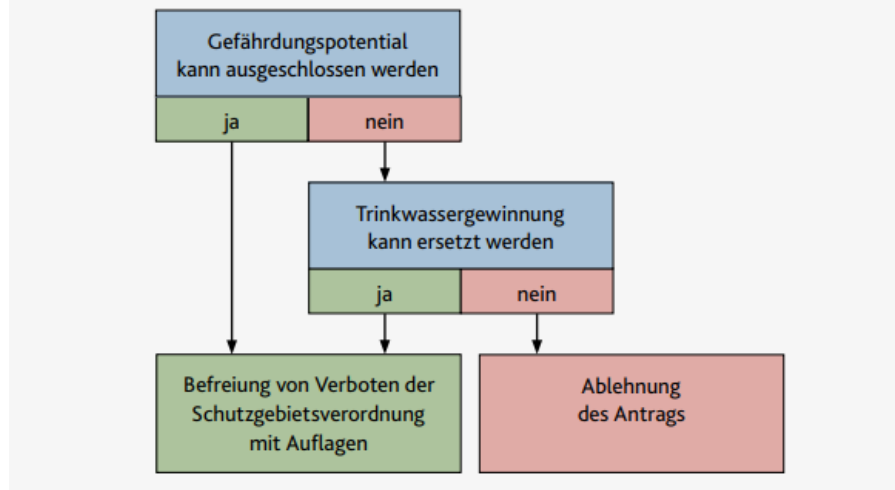 Gefährdungspotential
kann ausgeschlossen werden
ja
nein
Trinkwassergewinnung
kann ersetzt werden
ja
nein
Befreiung von Verboten der
Schutzgebietsverordnung
mit Auflagen
Ablehnung
des Antrags